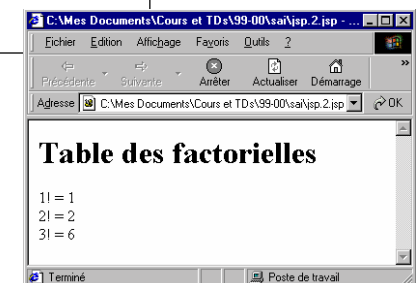 C:\Mes Documents\Cours et TDs\99-00\sai\jsp.2.jsp - ...
Fichier Edition Affichage Favoris Outils ?
Précédente Suivante Arrêter Actualiser Démarrage »
Adresse C:\Mes Documents\Cours et TDs\99-00\sai\jsp.2.jsp OK
Table des factorielles
1! = 1
2! = 2
3! = 6
Terminé Poste de travail